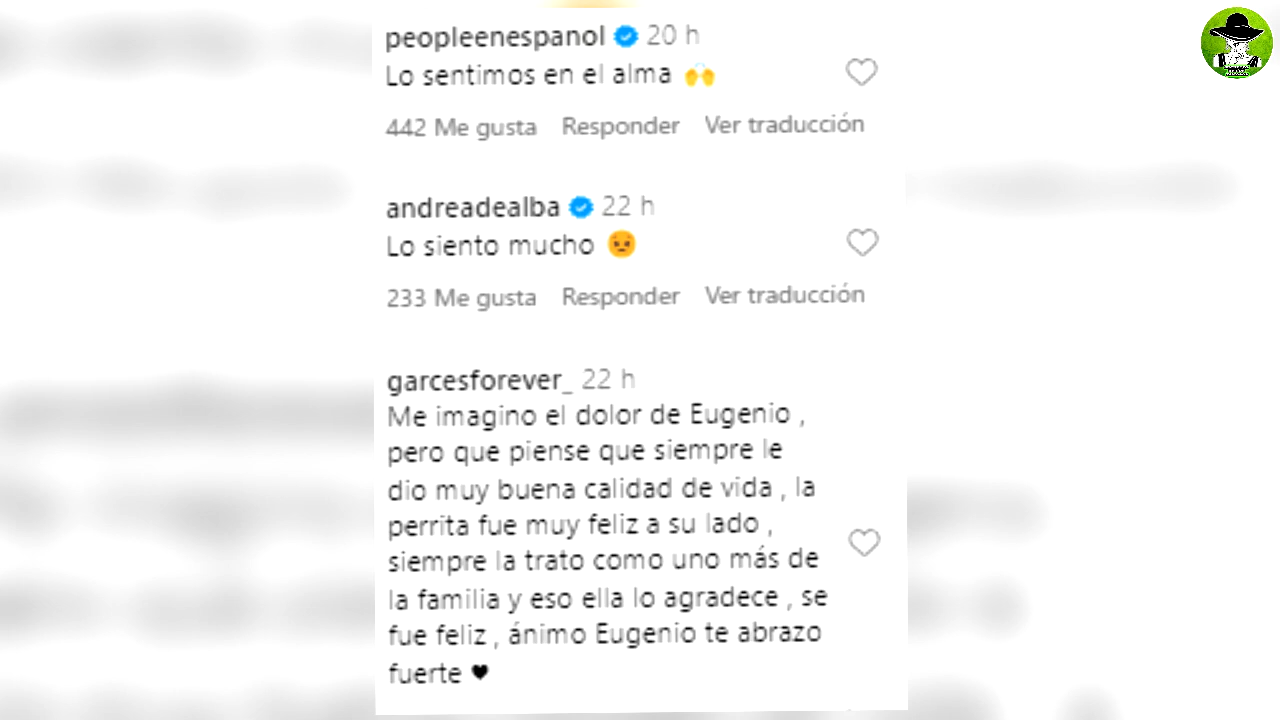 peopleenespanol 20 h
Lo sentimos en el alma 🙌
442 Me gusta Responder Ver traducción
andreadealba 22 h
Lo siento mucho 😔
233 Me gusta Responder Ver traducción
garcesforever_ 22 h
Me imagino el dolor de Eugenio ,
pero que piense que siempre le
dio muy buena calidad de vida , la
perrita fue muy feliz a su lado ,
siempre la trato como uno más de
la familia y eso ella lo agradece , se
fue feliz , ánimo Eugenio te abrazo
fuerte ♥